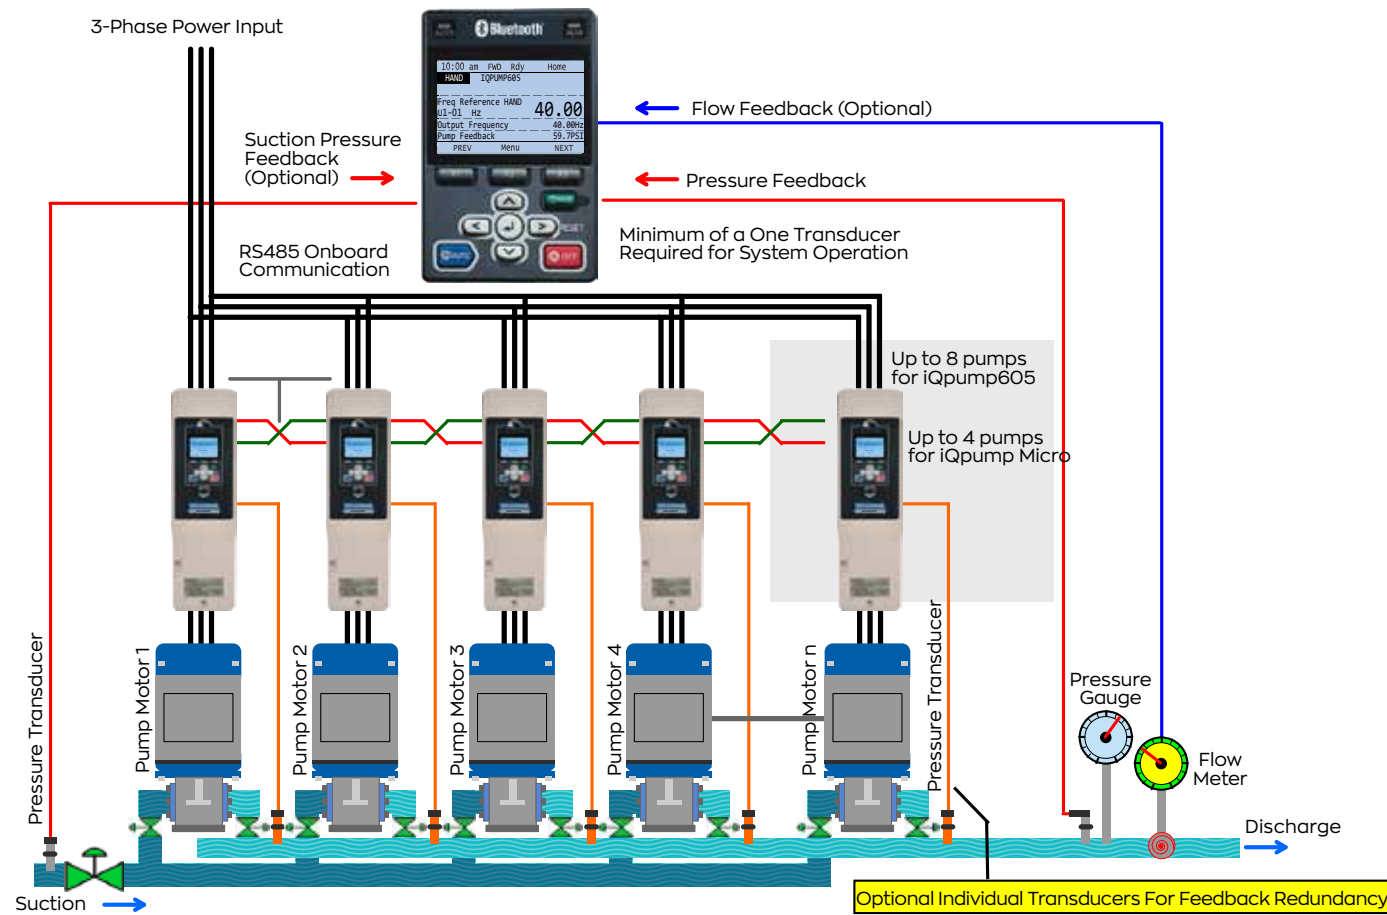 3-Phase Power Input
Bluetooth
10:00 am FWD Rdy Home
HAND IQPUMP605
Freq Reference HAND
U1-01 Hz 40.00
Output Frequency 40.00Hz
Pump Feedback 59.7PSI
PREV Menu NEXT
RESET
OFF
Flow Feedback (Optional)
Suction Pressure
Feedback
(Optional)
Pressure Feedback
Minimum of a One Transducer
Required for System Operation
RS485 Onboard
Communication
Up to 8 pumps
for iQpump605
Up to 4 pumps
for iQpump Micro
Pressure Transducer
Pump Motor 1
Pump Motor 2
Pump Motor 3
Pump Motor 4
Pump Motor n
Pressure Transducer
Pressure
Gauge
Flow
Meter
Discharge
Suction
Optional Individual Transducers For Feedback Redundancy